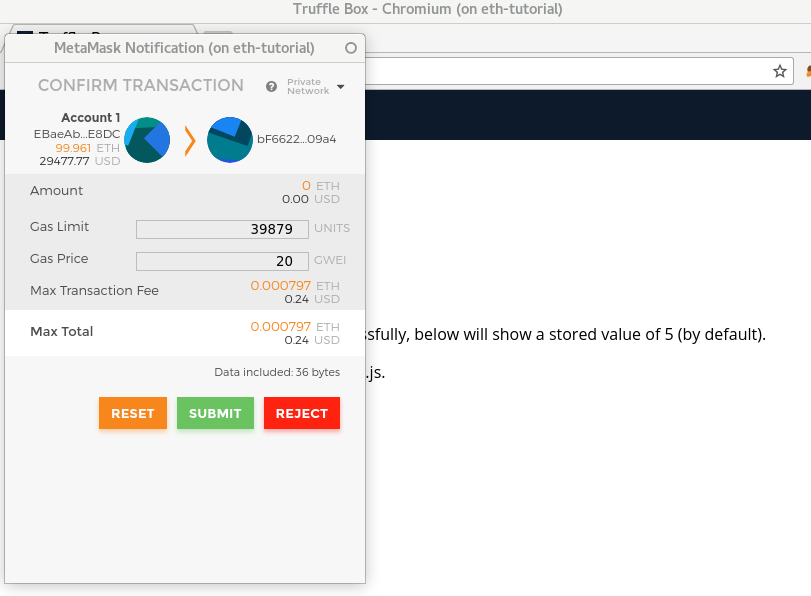 Truffle Box - Chromium (on eth-tutorial)
MetaMask Notification (on eth-tutorial)
CONFIRM TRANSACTION
?
Private
Network
Account 1
EBaeAb...E8DC
99.961 ETH
29477.77 USD
bF6622...09a4
Amount
0 ETH
0.00 USD
Gas Limit
39879 UNITS
Gas Price
20 GWEI
Max Transaction Fee
0.000797 ETH
0.24 USD
Max Total
0.000797 ETH
0.24 USD
ssfully, below will show a stored value of 5 (by default).
.js.
Data included: 36 bytes
RESET SUBMIT REJECT